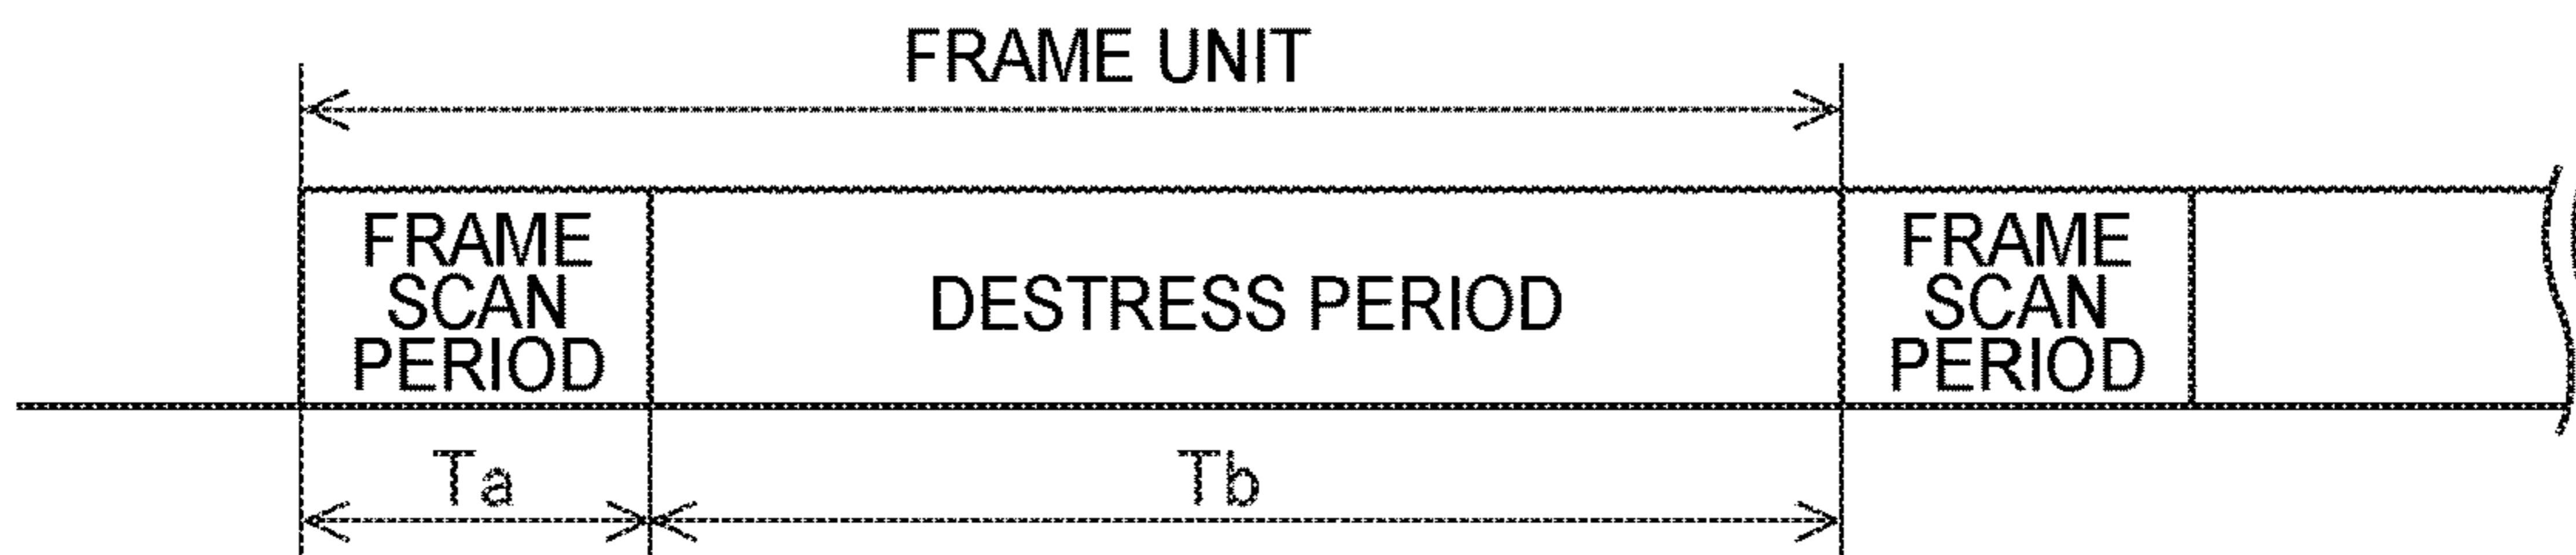 FRAME UNIT
FRAME
SCAN
PERIOD
DESTRESS PERIOD
FRAME
SCAN
PERIOD
Ta
Tb